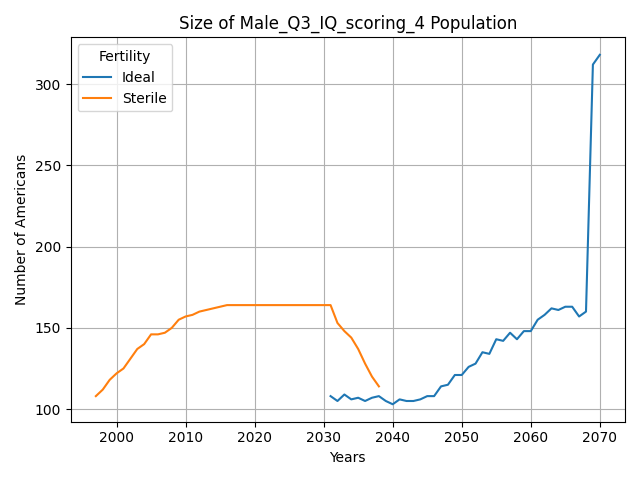 Size of Male_Q3_IQ_scoring_4 Population
Fertility
Ideal
Sterile
Number of Americans
300
250
200
150
100
2000
2010
2020
2030
2040
2050
2060
2070
Years